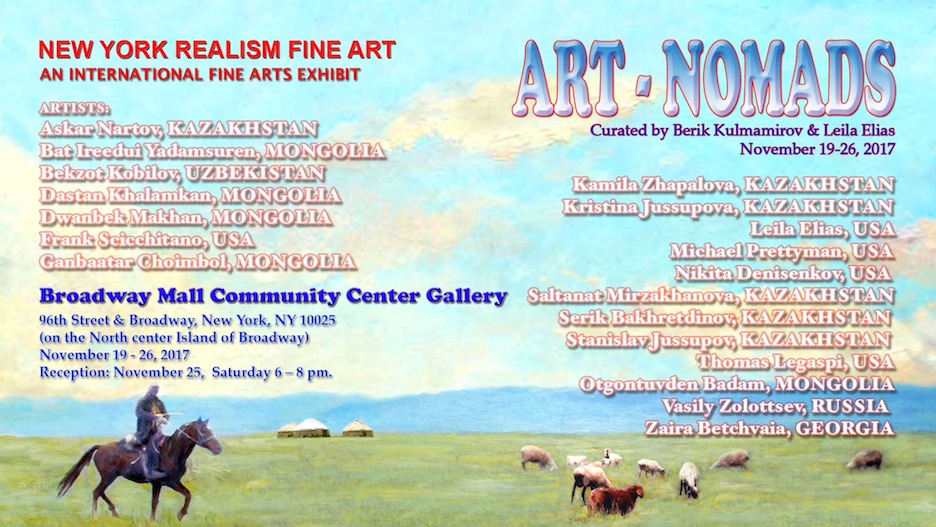 NEW YORK REALISM FINE ART
AN INTERNATIONAL FINE ARTS EXHIBIT
ARTISTS:
Askar Nartov, KAZAKHSTAN
Bat Ireedui Yadamsuren, MONGOLIA
Bekzot Kobilov, UZBEKISTAN
Dastan Khalamkan, MONGOLIA
Dwanbek Makhan, MONGOLIA
Frank Scicchitano, USA
Ganbaatar Choimbol, MONGOLIA
Broadway Mall Community Center Gallery
96th Street & Broadway, New York, NY 10025
(on the North center Island of Broadway)
November 19 - 26, 2017
Reception: November 25, Saturday 6 – 8 pm.
ART - NOMADS
Curated by Berik Kulmamirov & Leila Elias
November 19-26, 2017
Kamila Zhapalova, KAZAKHSTAN
Kristina Jussupova, KAZAKHSTAN
Leila Elias, USA
Michael Prettyman, USA
Nikita Denisenkov, USA
Saltanat Mirzakhanova, KAZAKHSTAN
Serik Bakhretdinov, KAZAKHSTAN
Stanislav Jussupov, KAZAKHSTAN
Thomas Legaspi, USA
Otgontuvden Badam, MONGOLIA
Vasily Zolottsev, RUSSIA
Zaira Betchvaia, GEORGIA